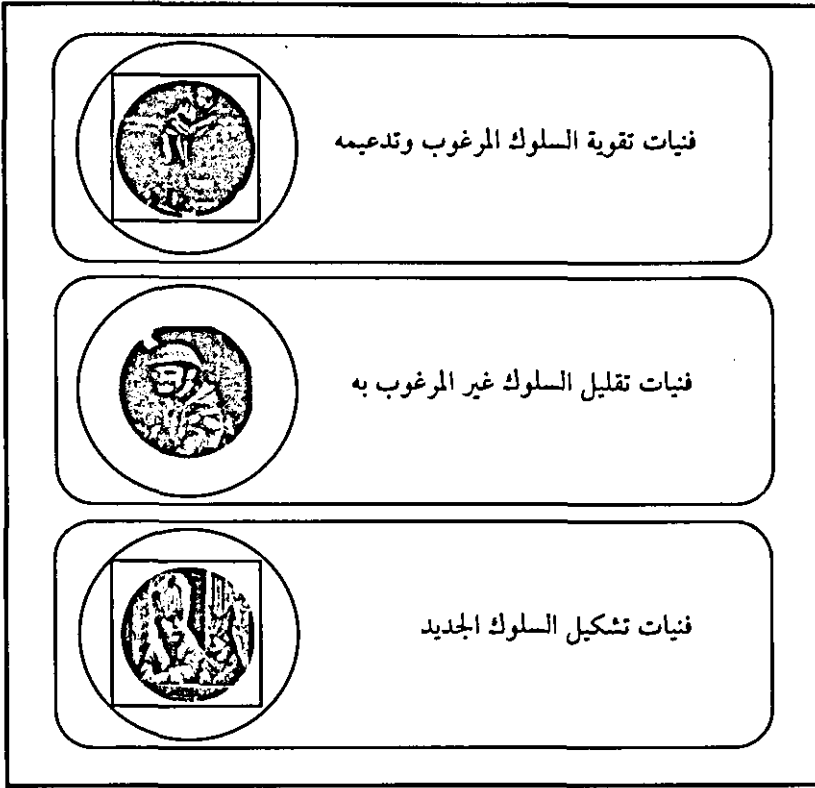 فنيات تقوية السلوك المرغوب وتدعيمه
فنيات تقليل السلوك غير المرغوب به
فنيات تشكيل السلوك الجديد